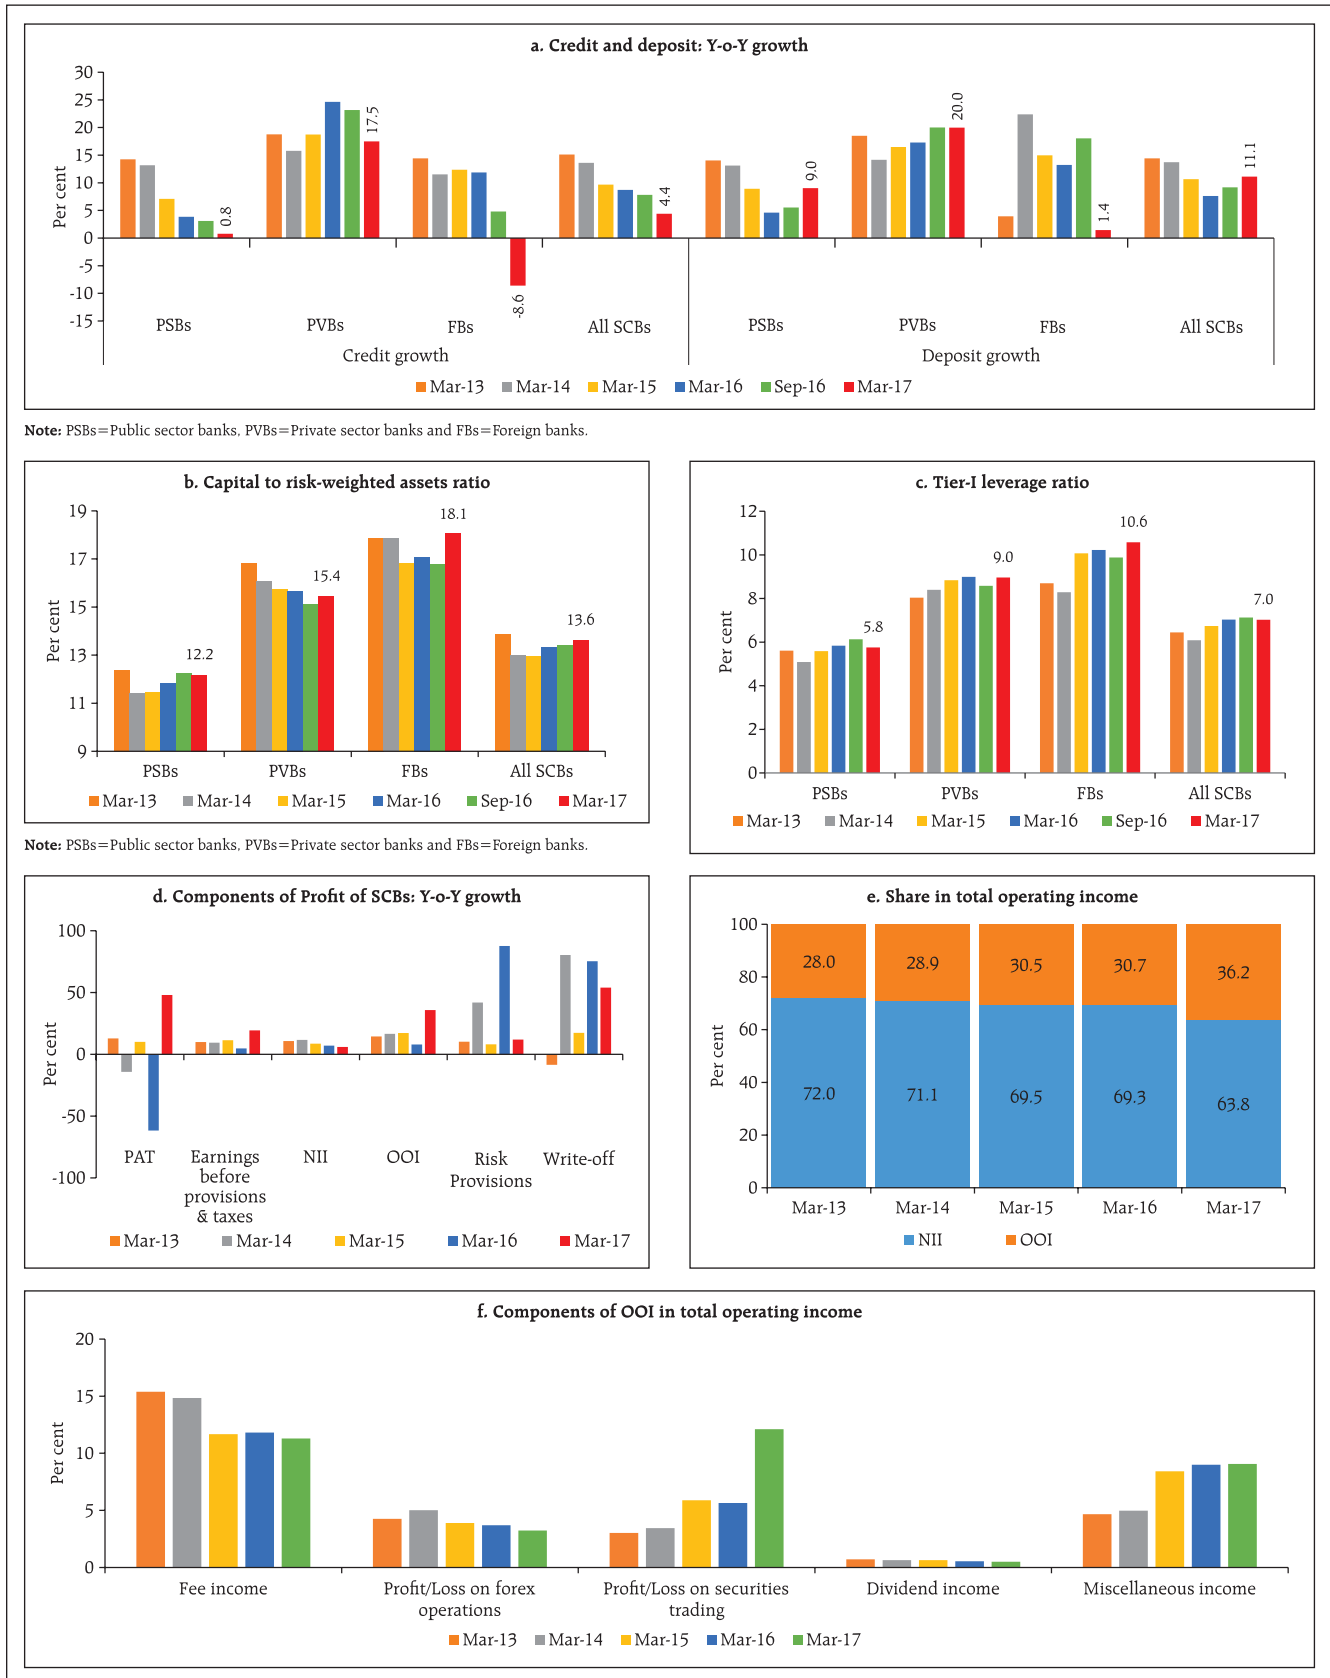 a. Credit and deposit: Y-o-Y growth
Per cent
30
25
20
15
10
5
0
-5
-10
-15
0.8
17.5
-8.6
4.4
9.0
20.0
1.4
11.1
PSBs PVBs FBs All SCBs PSBs PVBs FBs All SCBs
Credit growth Deposit growth
Mar-13 Mar-14 Mar-15 Mar-16 Sep-16 Mar-17
Note: PSBs=Public sector banks, PVBs=Private sector banks and FBs=Foreign banks.
b. Capital to risk-weighted assets ratio
Per cent
19
17
15
13
11
9
12.2
15.4
18.1
13.6
PSBs PVBs FBs All SCBs
Mar-13 Mar-14 Mar-15 Mar-16 Sep-16 Mar-17
Note: PSBs=Public sector banks, PVBs=Private sector banks and FBs=Foreign banks.
c. Tier-I leverage ratio
Per cent
12
10
8
6
4
2
0
5.8
9.0
10.6
7.0
PSBs PVBs FBs All SCBs
Mar-13 Mar-14 Mar-15 Mar-16 Sep-16 Mar-17
d. Components of Profit of SCBs: Y-o-Y growth
Per cent
100
50
0
-50
-100
PAT
Earnings
before
provisions
& taxes
NII
OOI
Risk
Provisions
Write-off
Mar-13 Mar-14 Mar-15 Mar-16 Mar-17
e. Share in total operating income
Per cent
100
80
60
40
20
0
28.0 28.9 30.5 30.7 36.2
72.0 71.1 69.5 69.3 63.8
Mar-13 Mar-14 Mar-15 Mar-16 Mar-17
NII OOI
f. Components of OOI in total operating income
Per cent
20
15
10
5
0
Fee income
Profit/Loss on forex
operations
Profit/Loss on securities
trading
Dividend income
Miscellaneous income
Mar-13 Mar-14 Mar-15 Mar-16 Mar-17